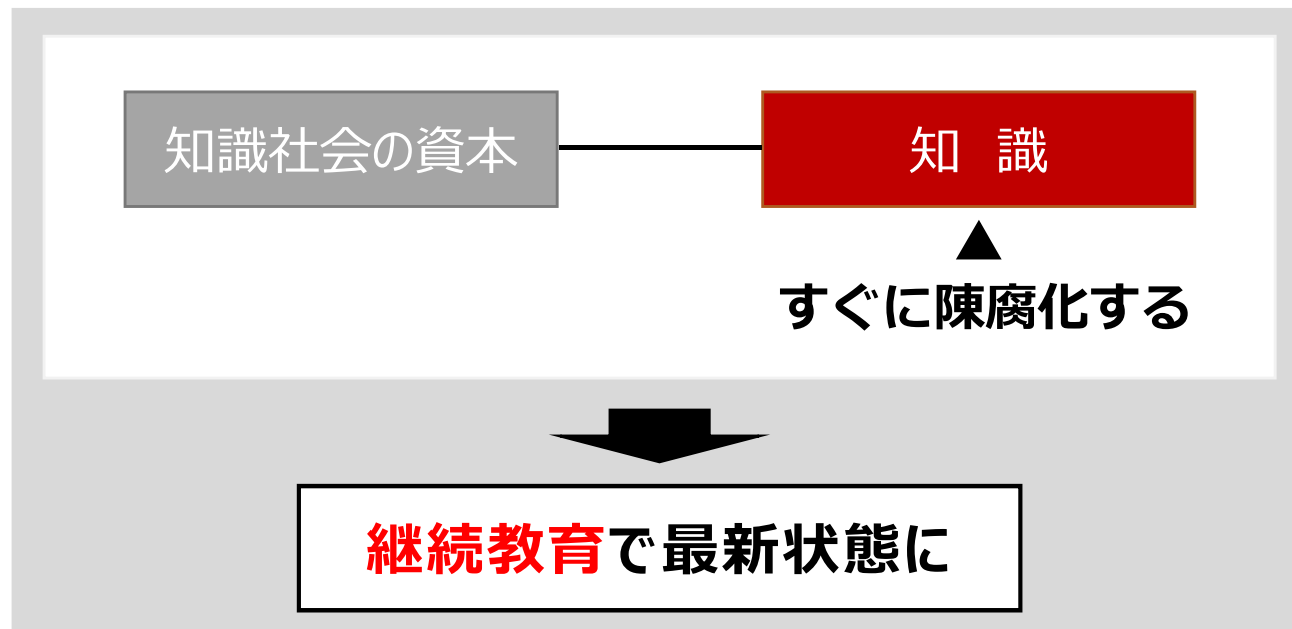 知識社会の資本
知 識
すぐに陳腐化する
継続教育で最新状態に